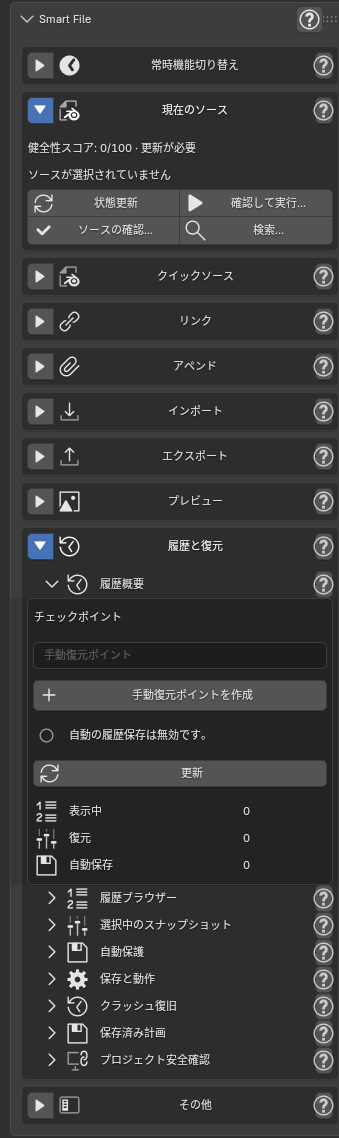 Smart File
常時機能切り替え
現在のソース
健全性スコア: 0/100 · 更新が必要
ソースが選択されていません
状態更新 確認して実行...
ソースの確認... 検索...
クイックソース
リンク
アペンド
インポート
エクスポート
プレビュー
履歴と復元
履歴概要
チェックポイント
手動復元ポイント
手動復元ポイントを作成
自動の履歴保存は無効です。
更新
表示中 0
復元 0
自動保存 0
履歴ブラウザー
選択中のスナップショット
自動保護
保存と動作
クラッシュ復旧
保存済み計画
プロジェクト安全確認
その他